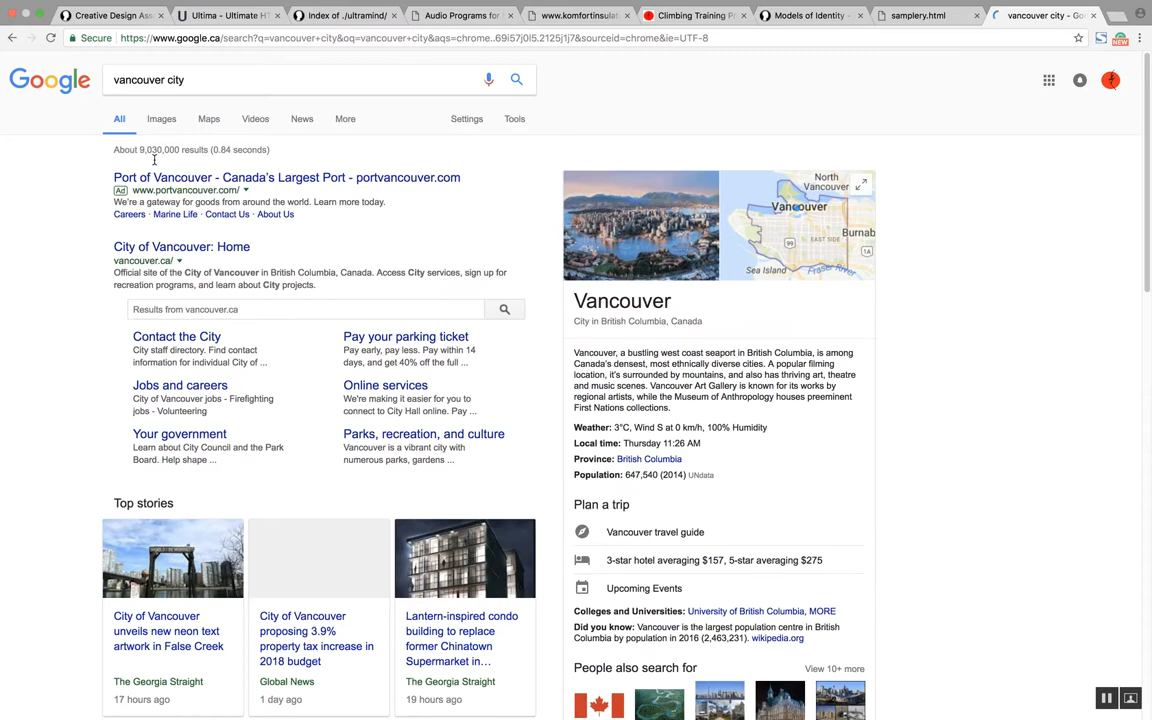 Creative Design Ass
Ultima - Ultimate HT
Index of ./ultramind/
Audio Programs for
www.komfortinsulat
Climbing Training Po
Models of Identity -
samplery.html
vancouver city - Goo
Secure https://www.google.ca/search?q=vancouver+city&oq=vancouver+city&aqs=chrome..69i57j0l5.2125j1j7&sourceid=chrome&ie=UTF-8
NEW
Google
vancouver city
All Images Maps Videos News More Settings Tools
About 9,030,000 results (0.84 seconds)
Port of Vancouver - Canada's Largest Port - portvancouver.com
Ad www.portvancouver.com/
We're a gateway for goods from around the world. Learn more today.
Careers · Marine Life · Contact Us · About Us
City of Vancouver: Home
vancouver.ca/
Official site of the City of Vancouver in British Columbia, Canada. Access City services, sign up for
recreation programs, and learn about City projects.
Results from vancouver.ca
Contact the City
City staff directory. Find contact
information for individual City of ...
Pay your parking ticket
Pay early, pay less. Pay within 14
days, and get 40% off the full ...
Jobs and careers
City of Vancouver jobs - Firefighting
jobs - Volunteering
Online services
We're making it easier for you to
connect to City Hall online. Pay ...
Your government
Learn about City Council and the Park
Board. Help shape ...
Parks, recreation, and culture
Vancouver is a vibrant city with
numerous parks, gardens ...
Top stories
City of Vancouver
unveils new neon text
artwork in False Creek
The Georgia Straight
17 hours ago
City of Vancouver
proposing 3.9%
property tax increase in
2018 budget
Global News
1 day ago
Lantern-inspired condo
building to replace
former Chinatown
Supermarket in...
The Georgia Straight
19 hours ago
North
Vancouver
Vancouver
Burnab
EAST SIDE
99
1A
Sea Island
Fraser River
Vancouver
City in British Columbia, Canada
Vancouver, a bustling west coast seaport in British Columbia, is among
Canada's densest, most ethnically diverse cities. A popular filming
location, it's surrounded by mountains, and also has thriving art, theatre
and music scenes. Vancouver Art Gallery is known for its works by
regional artists, while the Museum of Anthropology houses preeminent
First Nations collections.
Weather: 3°C, Wind S at 0 km/h, 100% Humidity
Local time: Thursday 11:26 AM
Province: British Columbia
Population: 647,540 (2014) UNdata
Plan a trip
Vancouver travel guide
3-star hotel averaging $157, 5-star averaging $275
Upcoming Events
Colleges and Universities: University of British Columbia, MORE
Did you know: Vancouver is the largest population centre in British
Columbia by population in 2016 (2,463,231). wikipedia.org
People also search for
View 10+ more